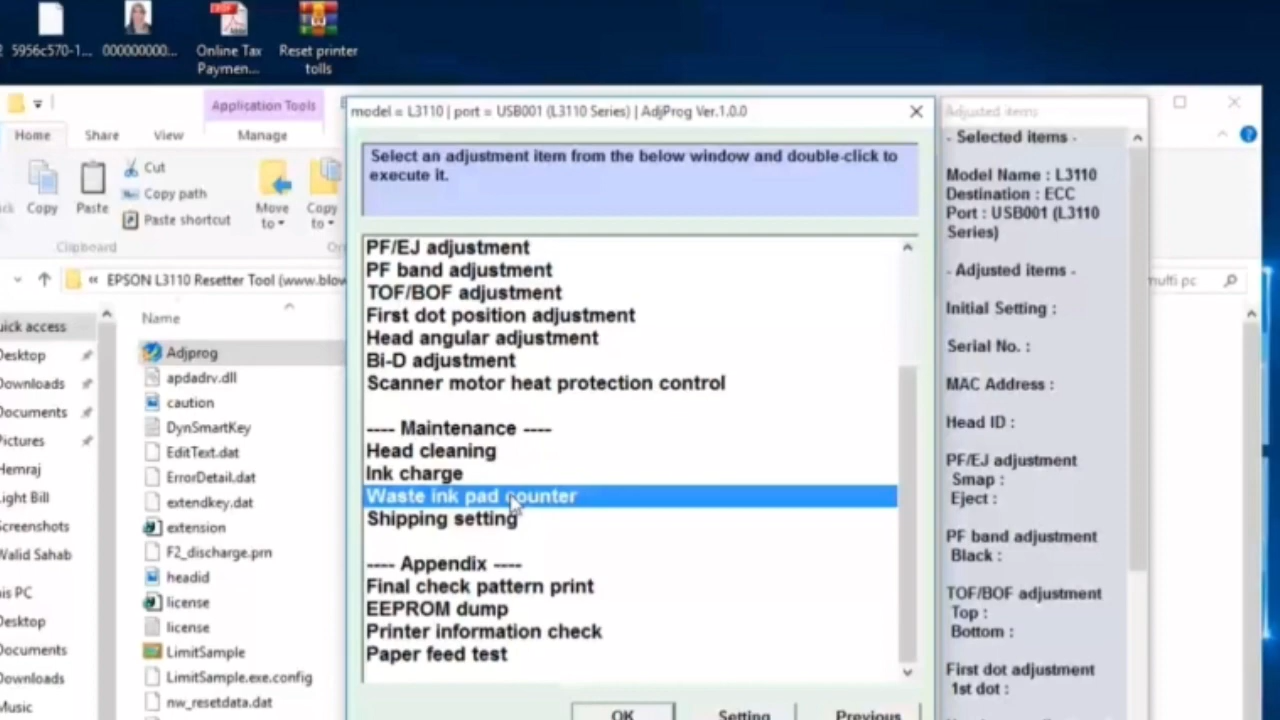 5956c570-1...
000000000...
Online Tax
Paymen...
Reset printer
tolls
Application Tools
Home
Share
View
Manage
Copy
Paste
Cut
Copy path
Paste shortcut
Move
to
Copy
to
Clipboard
EPSON L3110 Resetter Tool (www.blow
Name
uick access
Desktop
Downloads
Documents
Pictures
Hemraj
Light Bill
Screenshots
Walid Sahab
is PC
Desktop
Documents
Downloads
Music
Adjprog
apdadrv.dll
caution
DynSmartKey
EditText.dat
ErrorDetail.dat
extendkey.dat
extension
F2_discharge.prn
headid
license
license
LimitSample
LimitSample.exe.config
nw_resetdata.dat
model = L3110 | port = USB001 (L3110 Series) | AdjProg Ver.1.0.0
Select an adjustment item from the below window and double-click to
execute it.
PF/EJ adjustment
PF band adjustment
TOF/BOF adjustment
First dot position adjustment
Head angular adjustment
Bi-D adjustment
Scanner motor heat protection control
---- Maintenance ----
Head cleaning
Ink charge
Waste ink pad counter
Shipping setting
---- Appendix ----
Final check pattern print
EEPROM dump
Printer information check
Paper feed test
OK
Setting
Previous
Adjusted items
- Selected items -
Model Name : L3110
Destination : ECC
Port : USB001 (L3110
Series)
- Adjusted items -
Initial Setting :
Serial No. :
MAC Address :
Head ID :
PF/EJ adjustment
Smap :
Eject :
PF band adjustment
Black :
TOF/BOF adjustment
Top :
Bottom :
First dot adjustment
1st dot :